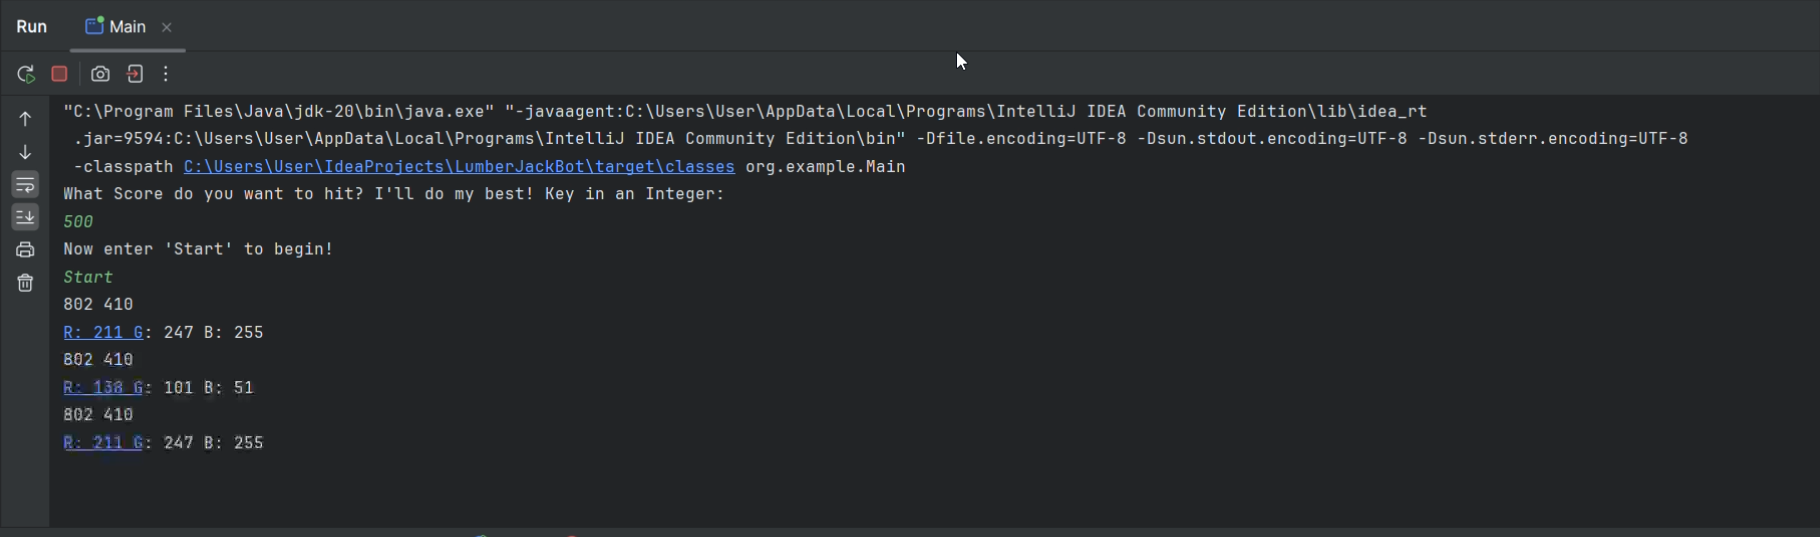 Run Main
"C:\Program Files\Java\jdk-20\bin\java.exe" "-javaagent:C:\Users\User\AppData\Local\Programs\IntelliJ IDEA Community Edition\lib\idea_rt
.jar=9594:C:\Users\User\AppData\Local\Programs\IntelliJ IDEA Community Edition\bin" -Dfile.encoding=UTF-8 -Dsun.stdout.encoding=UTF-8 -Dsun.stderr.encoding=UTF-8
-classpath C:\Users\User\IdeaProjects\LumberJackBot\target\classes org.example.Main
What Score do you want to hit? I'll do my best! Key in an Integer:
500
Now enter 'Start' to begin!
Start
802 410
R: 211 G: 247 B: 255
802 410
R: 138 G: 101 B: 51
802 410
R: 211 G: 247 B: 255